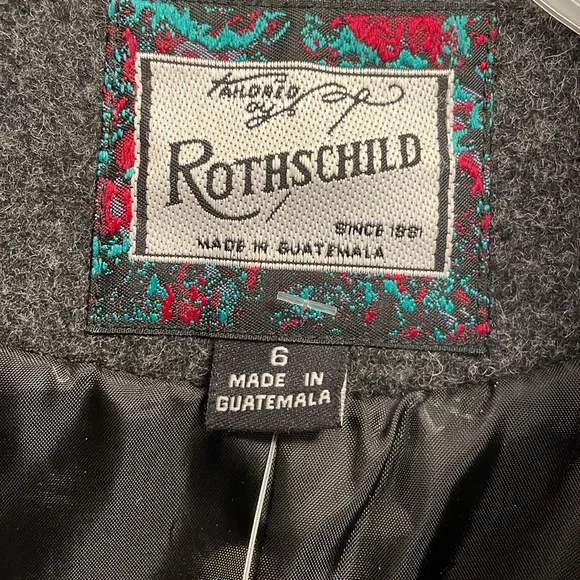 TAILORED
by
ROTHSCHILD
SINCE 1881
MADE IN GUATEMALA
6
MADE IN
GUATEMALA